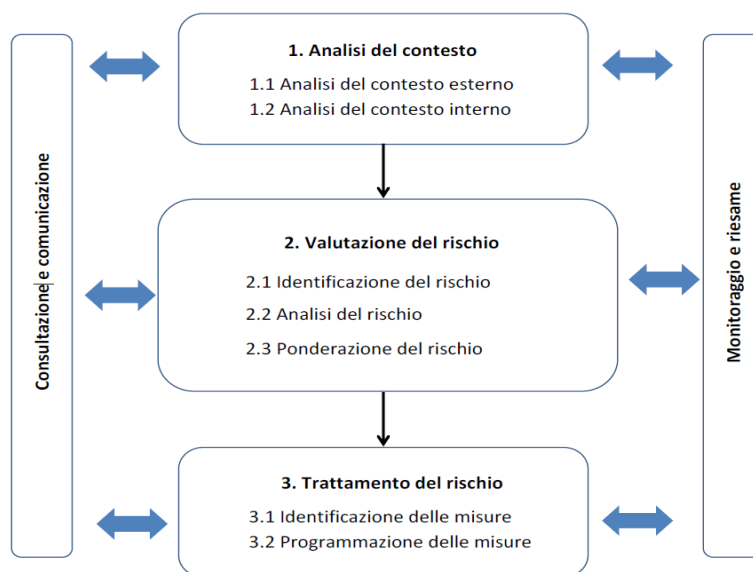 Consultazione e comunicazione
1. Analisi del contesto
1.1 Analisi del contesto esterno
1.2 Analisi del contesto interno
2. Valutazione del rischio
2.1 Identificazione del rischio
2.2 Analisi del rischio
2.3 Ponderazione del rischio
3. Trattamento del rischio
3.1 Identificazione delle misure
3.2 Programmazione delle misure
Monitoraggio e riesame